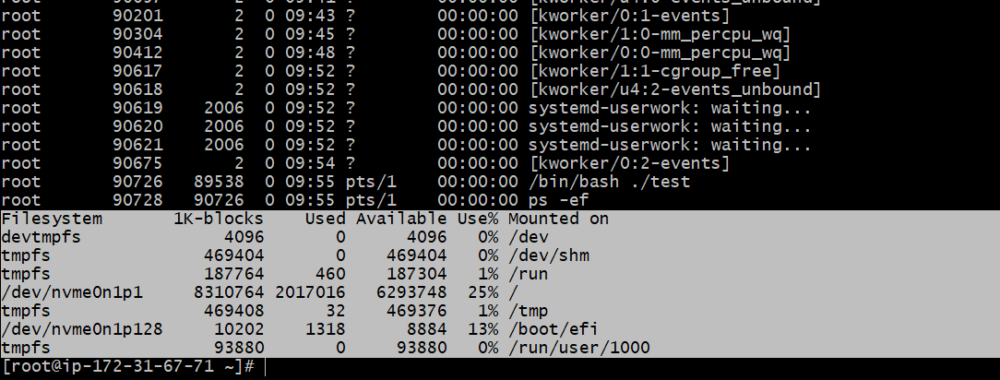 root       90201       2  0 09:43 ?        00:00:00 [kworker/0:1-events]
root       90304       2  0 09:45 ?        00:00:00 [kworker/1:0-mm_percpu_wq]
root       90412       2  0 09:48 ?        00:00:00 [kworker/0:0-mm_percpu_wq]
root       90617       2  0 09:52 ?        00:00:00 [kworker/1:1-cgroup_free]
root       90618       2  0 09:52 ?        00:00:00 [kworker/u4:2-events_unbound]
root       90619    2006  0 09:52 ?        00:00:00 systemd-userwork: waiting...
root       90620    2006  0 09:52 ?        00:00:00 systemd-userwork: waiting...
root       90621    2006  0 09:52 ?        00:00:00 systemd-userwork: waiting...
root       90675       2  0 09:54 ?        00:00:00 [kworker/0:2-events]
root       90726   89538  0 09:55 pts/1    00:00:00 /bin/bash ./test
root       90728   90726  0 09:55 pts/1    00:00:00 ps -ef
Filesystem       1K-blocks    Used Available Use% Mounted on
devtmpfs              4096       0      4096   0% /dev
tmpfs               469404       0    469404   0% /dev/shm
tmpfs               187764     460    187304   1% /run
/dev/nvme0n1p1     8310764 2017016   6293748  25% /
tmpfs               469408      32    469376   1% /tmp
/dev/nvme0n1p128     10202    1318      8884  13% /boot/efi
tmpfs                93880       0     93880   0% /run/user/1000
[root@ip-172-31-67-71 ~]#